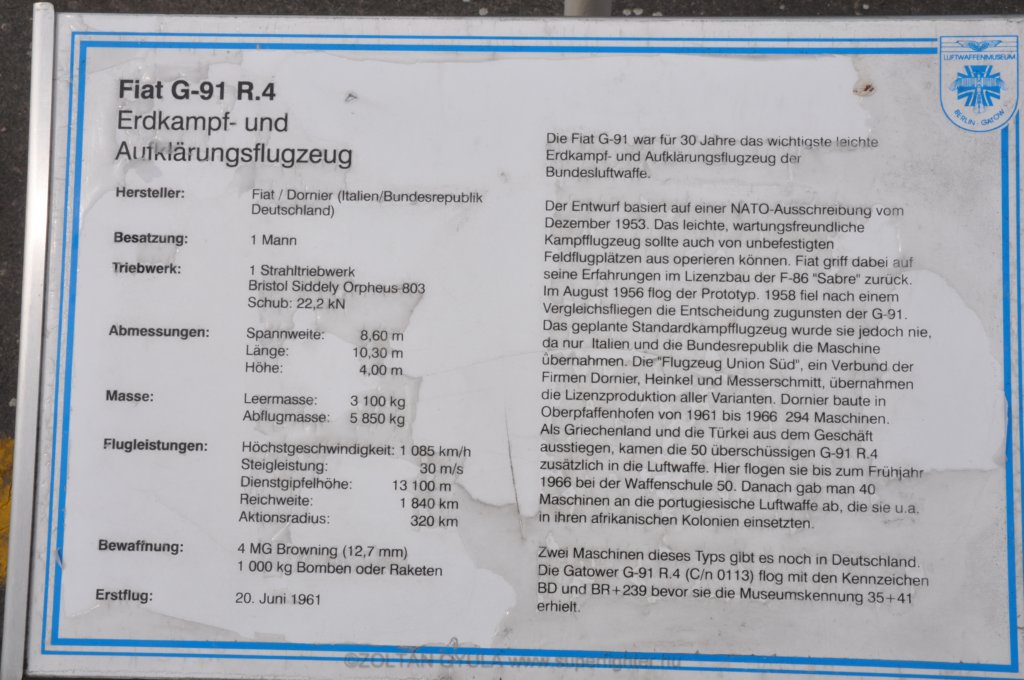 LUFTWAFFENMUSEUM
BERLIN - GATOW
Fiat G-91 R.4
Erdkampf- und
Aufklärungsflugzeug
Hersteller: Fiat / Dornier (Italien/Bundesrepublik
Deutschland)
Besatzung: 1 Mann
Triebwerk: 1 Strahltriebwerk
Bristol Siddely Orpheus 803
Schub: 22,2 kN
Abmessungen: Spannweite: 8,60 m
Länge: 10,30 m
Höhe: 4,00 m
Masse: Leermasse: 3 100 kg
Abflugmasse: 5 850 kg
Flugleistungen: Höchstgeschwindigkeit: 1 085 km/h
Steigleistung: 30 m/s
Dienstgipfelhöhe: 13 100 m
Reichweite: 1 840 km
Aktionsradius: 320 km
Bewaffnung: 4 MG Browning (12,7 mm)
1 000 kg Bomben oder Raketen
Erstflug: 20. Juni 1961
Die Fiat G-91 war für 30 Jahre das wichtigste leichte
Erdkampf- und Aufklärungsflugzeug der
Bundesluftwaffe.
Der Entwurf basiert auf einer NATO-Ausschreibung vom
Dezember 1953. Das leichte, wartungsfreundliche
Kampfflugzeug sollte auch von unbefestigten
Feldflugplätzen aus operieren können. Fiat griff dabei auf
seine Erfahrungen im Lizenzbau der F-86 "Sabre" zurück.
Im August 1956 flog der Prototyp. 1958 fiel nach einem
Vergleichsfliegen die Entscheidung zugunsten der G-91.
Das geplante Standardkampfflugzeug wurde sie jedoch nie,
da nur Italien und die Bundesrepublik die Maschine
übernahmen. Die "Flugzeug Union Süd", ein Verbund der
Firmen Dornier, Heinkel und Messerschmitt, übernahmen
die Lizenzproduktion aller Varianten. Dornier baute in
Oberpfaffenhofen von 1961 bis 1966 294 Maschinen.
Als Griechenland und die Türkei aus dem Geschäft
ausstiegen, kamen die 50 überschüssigen G-91 R.4
zusätzlich in die Luftwaffe. Hier flogen sie bis zum Frühjahr
1966 bei der Waffenschule 50. Danach gab man 40
Maschinen an die portugiesische Luftwaffe ab, die sie u.a.
in ihren afrikanischen Kolonien einsetzten.
Zwei Maschinen dieses Typs gibt es noch in Deutschland.
Die Gatower G-91 R.4 (C/n 0113) flog mit den Kennzeichen
BD und BR+239 bevor sie die Museumskennung 35+41
erhielt.
©ZOLTÁN GYULA www.superfighter.hu